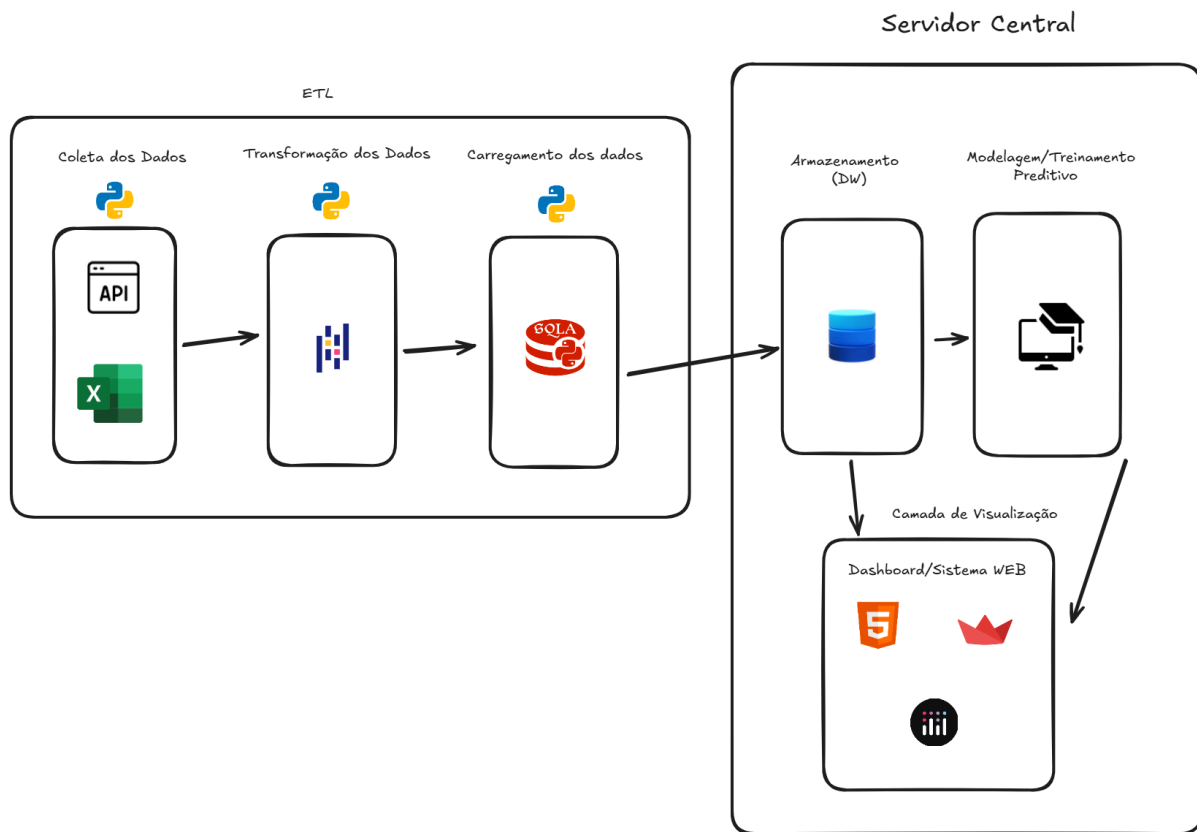 Servidor Central
ETL
Coleta dos Dados
Transformação dos Dados
Carregamento dos dados
Armazenamento
(DW)
Modelagem/Treinamento
Preditivo
API
X
SQLA
Camada de Visualização
Dashboard/Sistema WEB
5